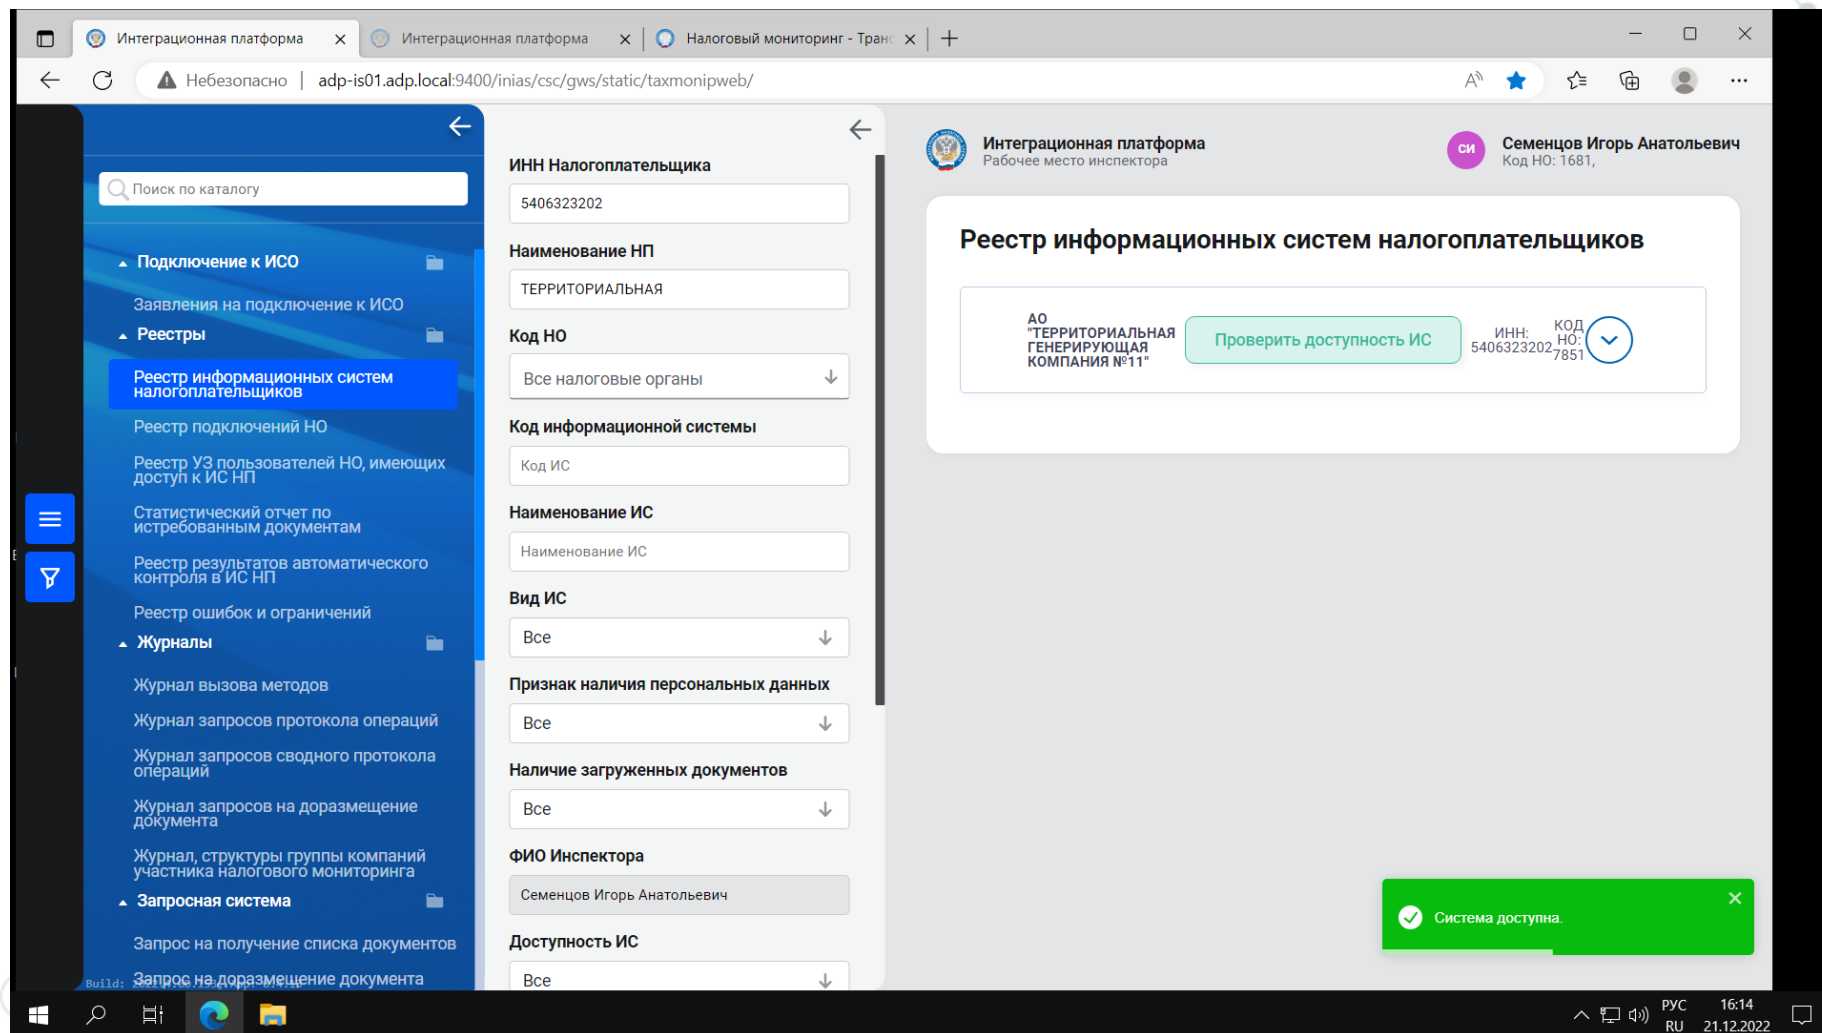 Интеграционная платформа
Интеграционная платформа
Налоговый мониторинг - Транс
Небезопасно
adp-is01.adp.local:9400/inias/csc/gws/static/taxmonipweb/
Поиск по каталогу
Подключение к ИСО
Заявления на подключение к ИСО
Реестры
Реестр информационных систем
налогоплательщиков
Реестр подключений НО
Реестр УЗ пользователей НО, имеющих
доступ к ИС НП
Статистический отчет по
истребованным документам
Реестр результатов автоматического
контроля в ИС НП
Реестр ошибок и ограничений
Журналы
Журнал вызова методов
Журнал запросов протокола операций
Журнал запросов сводного протокола
операций
Журнал запросов на доразмещение
документа
Журнал, структуры группы компаний
участника налогового мониторинга
Запросная система
Запрос на получение списка документов
Запрос на доразмещение документа
Build:
ИНН Налогоплательщика
5406323202
Наименование НП
ТЕРРИТОРИАЛЬНАЯ
Код НО
Все налоговые органы
Код информационной системы
Код ИС
Наименование ИС
Наименование ИС
Вид ИС
Все
Признак наличия персональных данных
Все
Наличие загруженных документов
Все
ФИО Инспектора
Семенцов Игорь Анатольевич
Доступность ИС
Все
Интеграционная платформа
Рабочее место инспектора
СИ
Семенцов Игорь Анатольевич
Код НО: 1681,
Реестр информационных систем налогоплательщиков
АО
"ТЕРРИТОРИАЛЬНАЯ
ГЕНЕРИРУЮЩАЯ
КОМПАНИЯ №11"
Проверить доступность ИС
ИНН:
5406323202
КОД
НО:
7851
Система доступна.
РУС
RU
16:14
21.12.2022